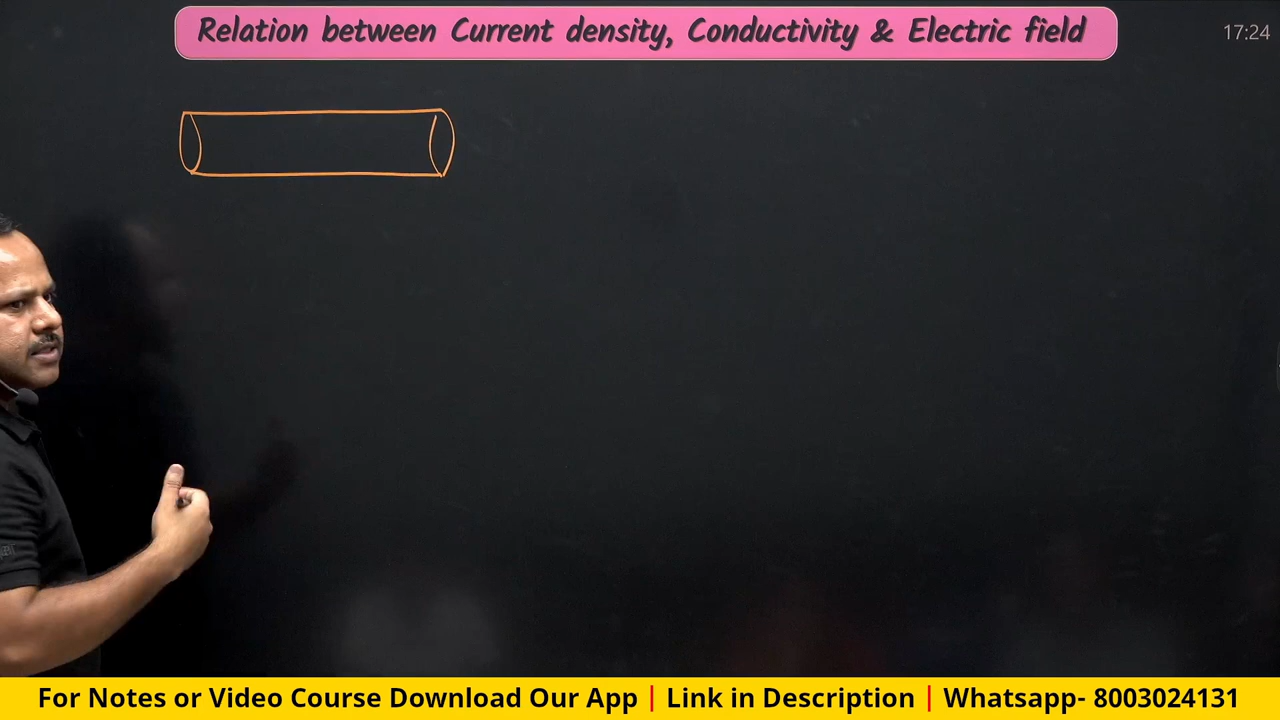 Relation between Current density, Conductivity & Electric field
17:24
For Notes or Video Course Download Our App | Link in Description | Whatsapp- 8003024131